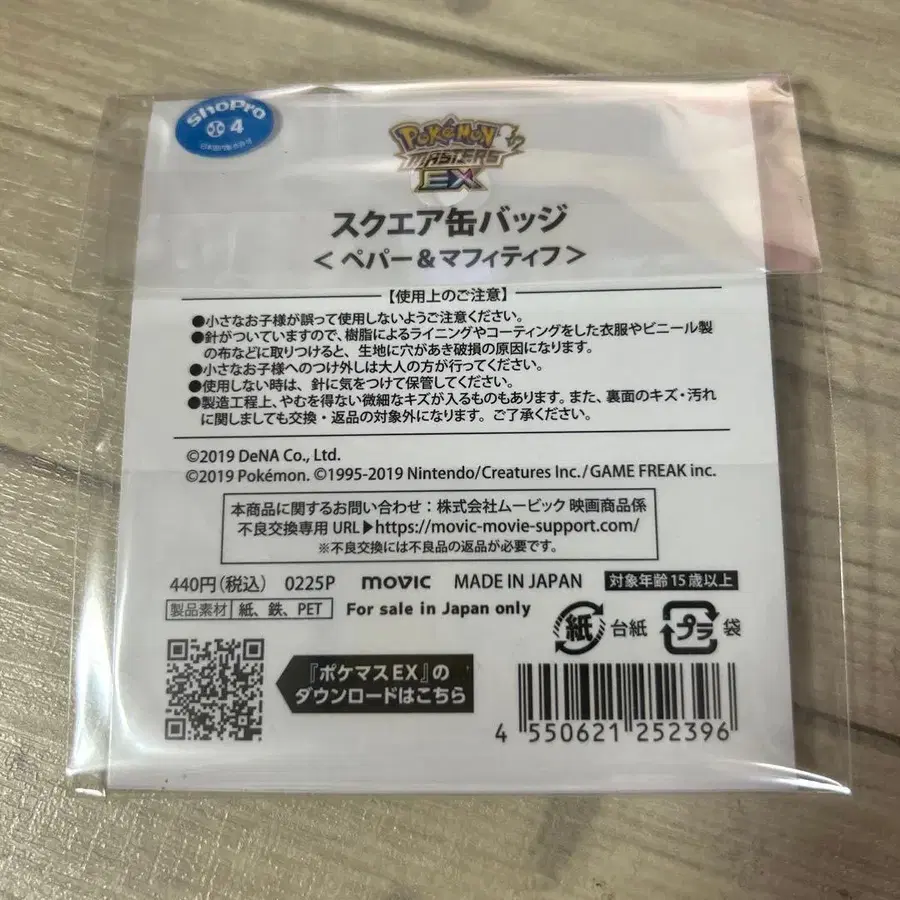 ShoPro
4
POKÉMON
MASTERS
EX
スクエア缶バッジ
＜ペパー＆マフィティフ＞
【使用上のご注意】
●小さなお子様が誤って使用しないようご注意ください。
●針がついていますので、樹脂によるライニングやコーティングをした衣服やビニール製
の布などに取りつけると、生地に穴があき破損の原因になります。
●小さなお子様へのつけ外しは大人の方が行ってください。
●使用しない時は、針に気をつけて保管してください。
●製造工程上、やむを得ない微細なキズが入るものもあります。また、裏面のキズ・汚れ
に関しましても交換・返品の対象外になります。ご了承ください。
©2019 DeNA Co., Ltd.
©2019 Pokémon. ©1995-2019 Nintendo/Creatures Inc./GAME FREAK inc.
本商品に関するお問い合わせ：株式会社ムービック 映画商品係
不良交換専用 URL▶https://movic-movie-support.com/
※不良交換には不良品の返品が必要です。
440円（税込） 0225P movic MADE IN JAPAN 対象年齢15歳以上
製品素材 紙、鉄、PET For sale in Japan only
紙 台紙 プラ 袋
『ポケマスEX』の
ダウンロードはこちら
4 550621 252396